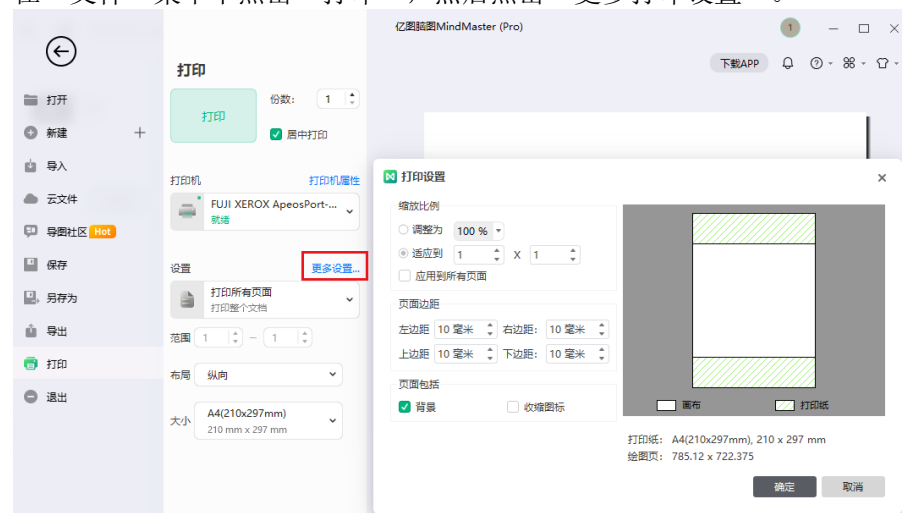 在“文件”菜单中点击“打印”，然后点击“更多打印设置”。
亿图脑图MindMaster (Pro)
1
下载APP
打开
新建
导入
云文件
导图社区 Hot
保存
另存为
导出
打印
退出
打印
打印
份数: 1
居中打印
打印机 打印机属性
FUJI XEROX ApeosPort-...
就绪
设置 更多设置...
打印所有页面
打印整个文档
范围 1 – 1
布局 纵向
大小 A4(210x297mm)
210 mm x 297 mm
打印设置
缩放比例
调整为 100 %
适应到 1 X 1
应用到所有页面
页面边距
左边距 10 毫米 右边距: 10 毫米
上边距 10 毫米 下边距: 10 毫米
页面包括
背景 收缩图标
画布 打印纸
打印纸: A4(210x297mm), 210 x 297 mm
绘图页: 785.12 x 722.375
确定 取消